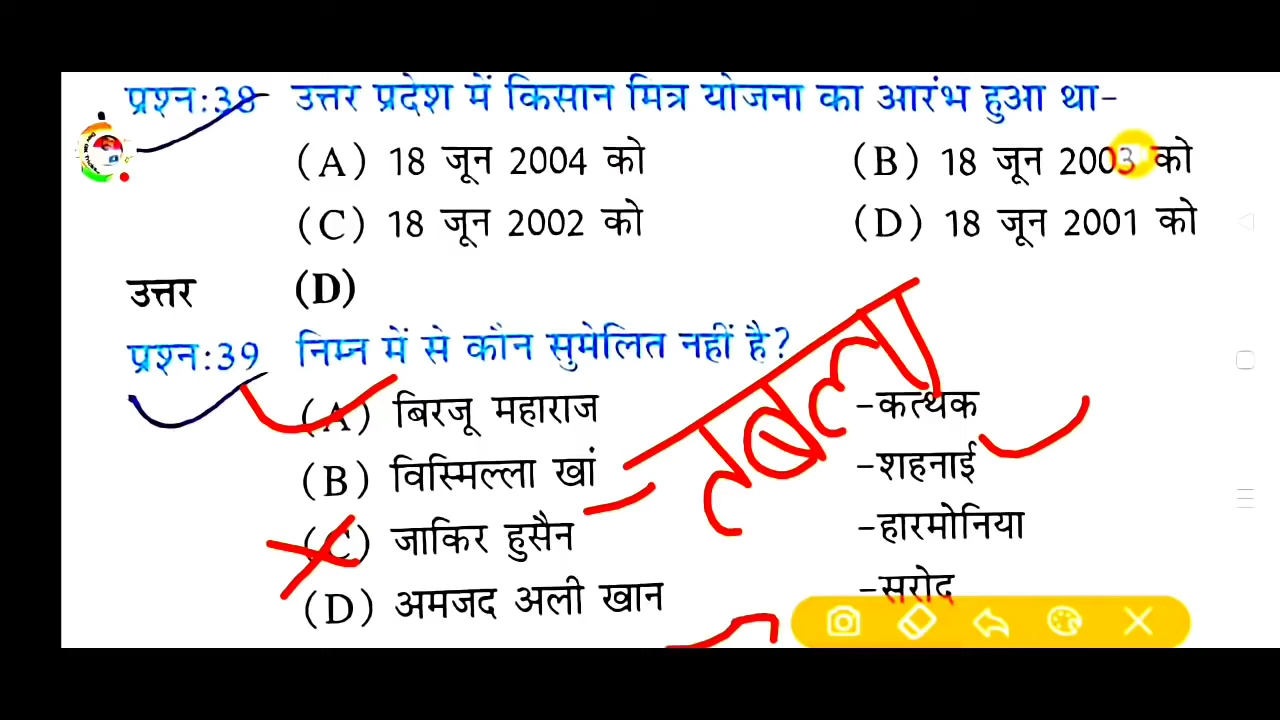 प्रश्न:38 उत्तर प्रदेश में किसान मित्र योजना का आरंभ हुआ था-
(A) 18 जून 2004 को (B) 18 जून 2003 को
(C) 18 जून 2002 को (D) 18 जून 2001 को
उत्तर (D)
प्रश्न:39 निम्न में से कौन सुमेलित नहीं है?
(A) बिरजू महाराज -कत्थक
(B) विस्मिल्ला खां -शहनाई
(C) जाकिर हुसैन -हारमोनिया
(D) अमजद अली खान -सरोद
तबला